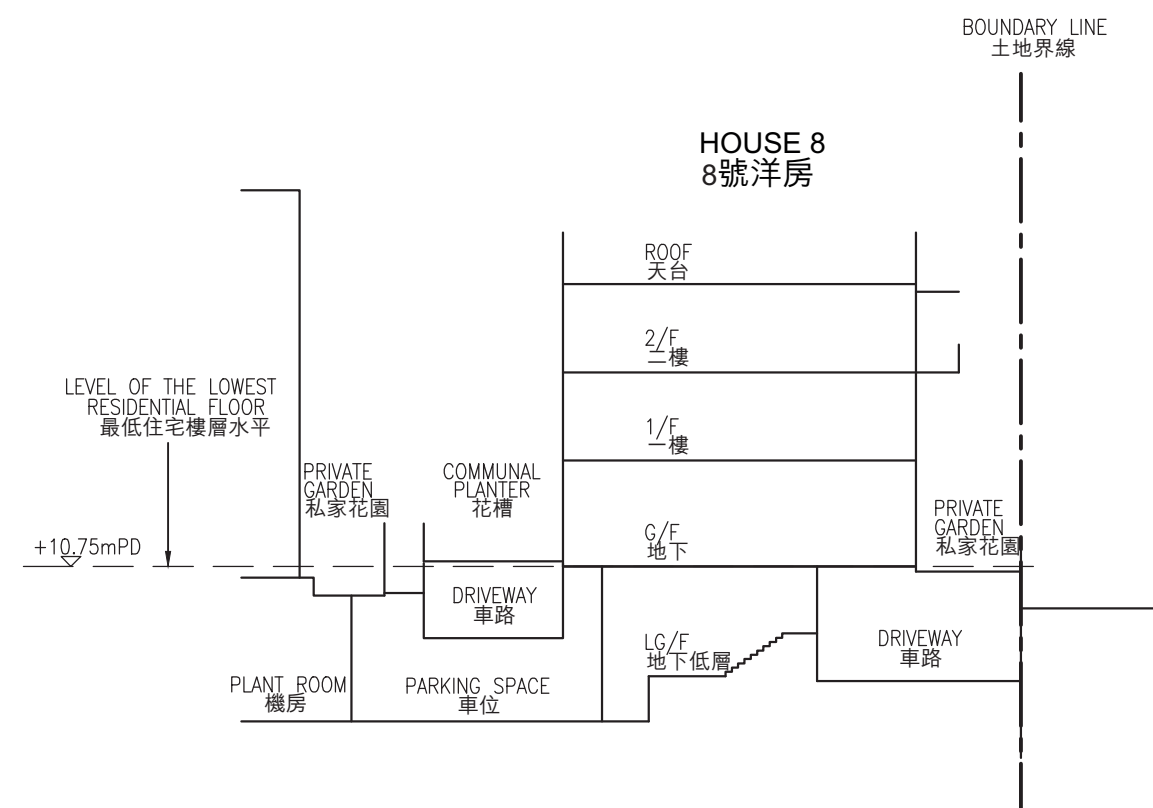 BOUNDARY LINE
土地界線
HOUSE 8
8號洋房
ROOF
天台
2/F
二樓
LEVEL OF THE LOWEST
RESIDENTIAL FLOOR
最低住宅樓層水平
1/F
一樓
PRIVATE
GARDEN
私家花園
COMMUNAL
PLANTER
花槽
PRIVATE
GARDEN
私家花園
G/F
地下
+10.75mPD
DRIVEWAY
車路
LG/F
地下低層
DRIVEWAY
車路
PLANT ROOM
機房
PARKING SPACE
車位